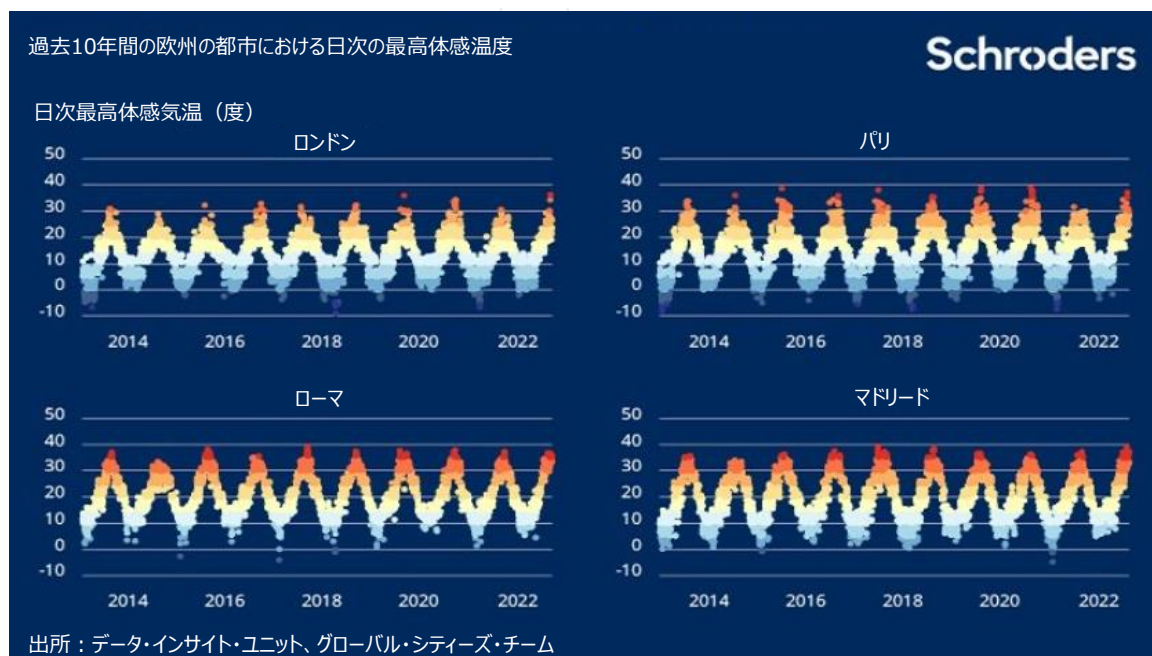 過去10年間の欧州の都市における日次の最高体感温度
Schroders
日次最高体感気温（度）
ロンドン
50
40
30
20
10
0
-10
2014 2016 2018 2020 2022
パリ
50
40
30
20
10
0
-10
2014 2016 2018 2020 2022
ローマ
50
40
30
20
10
0
-10
2014 2016 2018 2020 2022
マドリード
50
40
30
20
10
0
-10
2014 2016 2018 2020 2022
出所：データ・インサイト・ユニット、グローバル・シティーズ・チーム